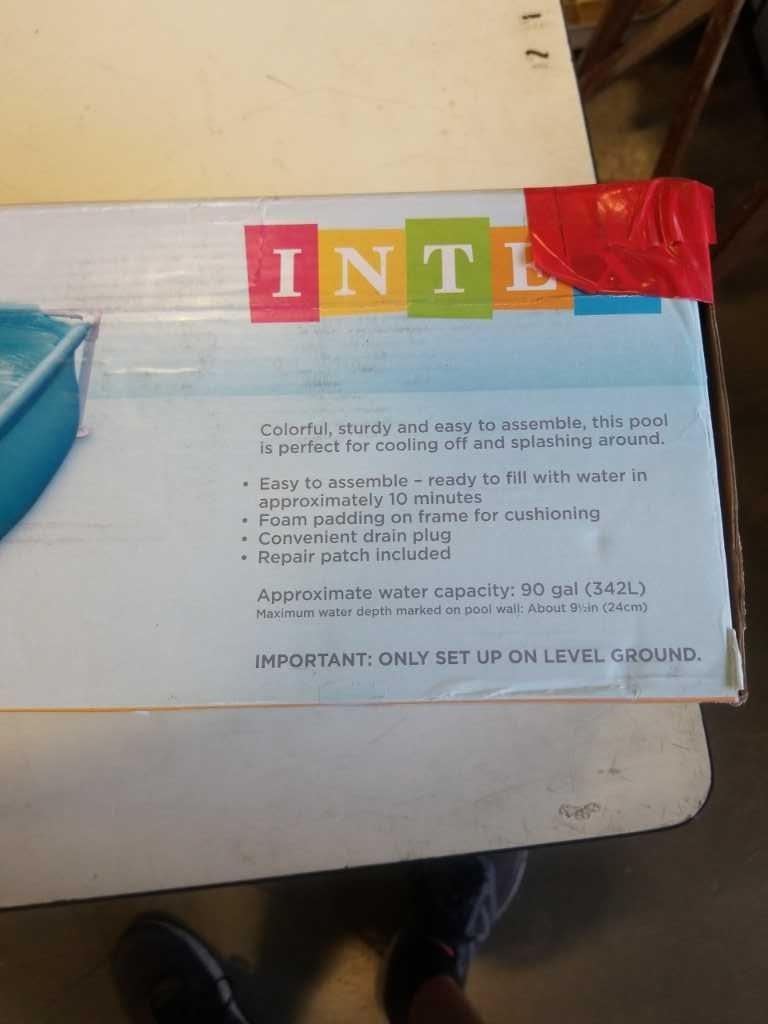 INTE
Colorful, sturdy and easy to assemble, this pool
is perfect for cooling off and splashing around.
• Easy to assemble – ready to fill with water in
approximately 10 minutes
• Foam padding on frame for cushioning
• Convenient drain plug
• Repair patch included
Approximate water capacity: 90 gal (342L)
Maximum water depth marked on pool wall: About 9½in (24cm)
IMPORTANT: ONLY SET UP ON LEVEL GROUND.